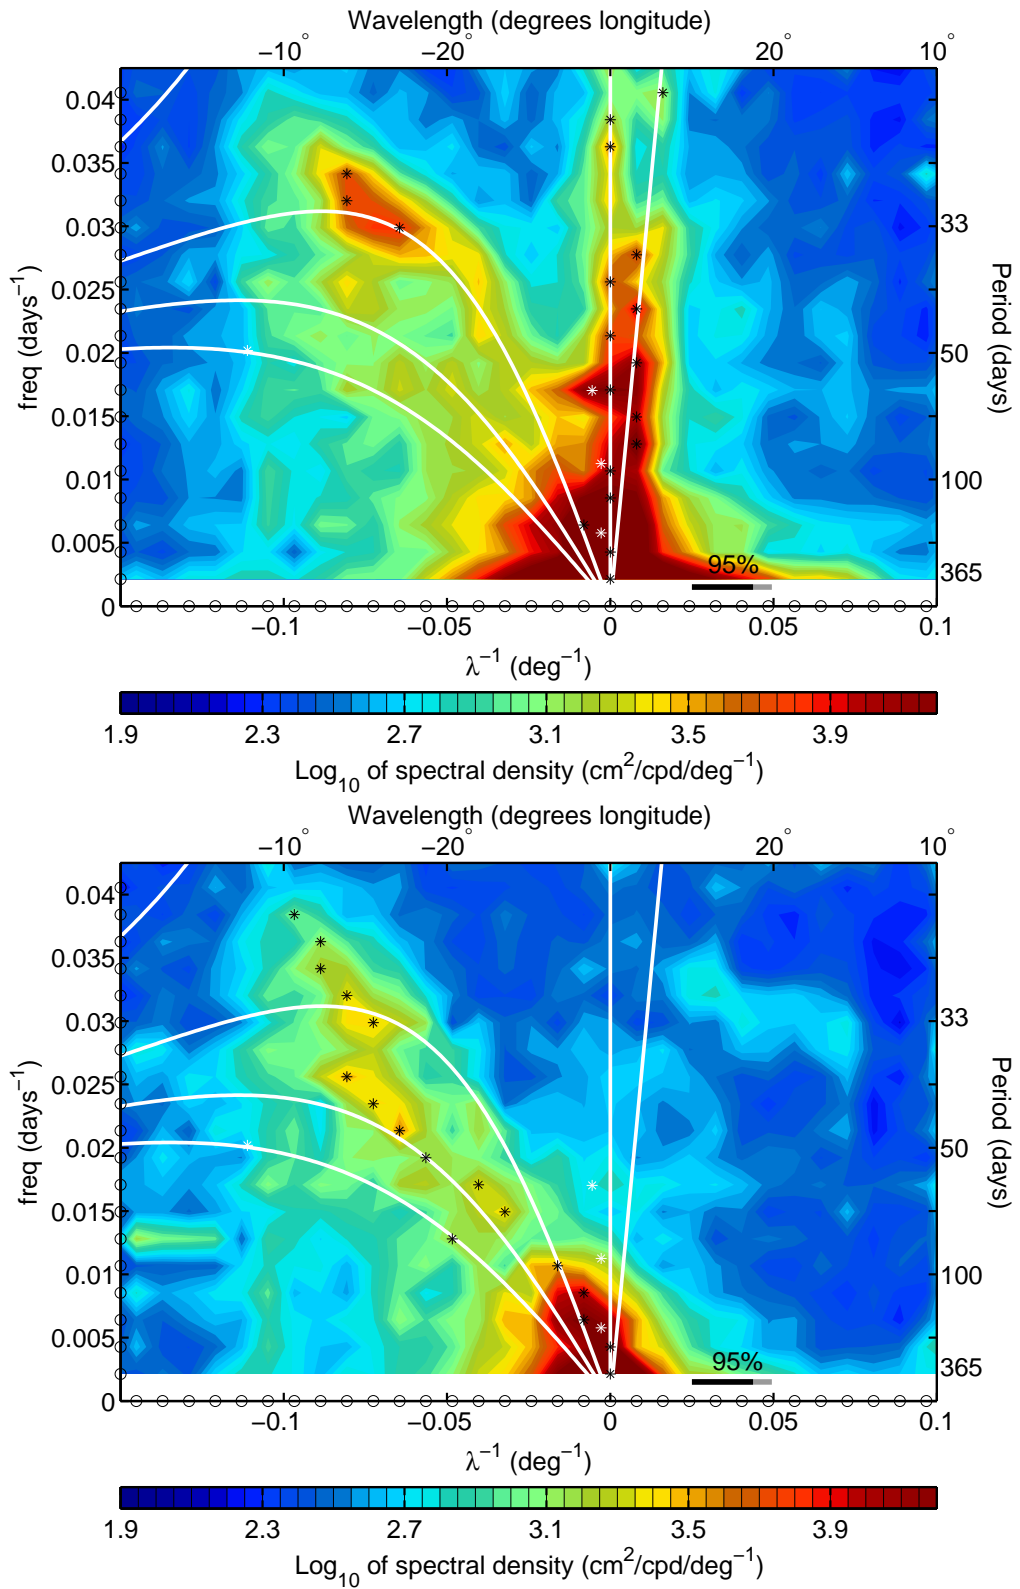 Wavelength (degrees longitude)
−10° −20° 20° 10°
0.04
0.035
0.03
0.025
0.02
0.015
0.01
0.005
0
freq (days⁻¹)
33
50
100
365
Period (days)
95%
−0.1 −0.05 0 0.05 0.1
λ⁻¹ (deg⁻¹)
1.9 2.3 2.7 3.1 3.5 3.9
Log₁₀ of spectral density (cm²/cpd/deg⁻¹)
Wavelength (degrees longitude)
−10° −20° 20° 10°
0.04
0.035
0.03
0.025
0.02
0.015
0.01
0.005
0
freq (days⁻¹)
33
50
100
365
Period (days)
95%
−0.1 −0.05 0 0.05 0.1
λ⁻¹ (deg⁻¹)
1.9 2.3 2.7 3.1 3.5 3.9
Log₁₀ of spectral density (cm²/cpd/deg⁻¹)